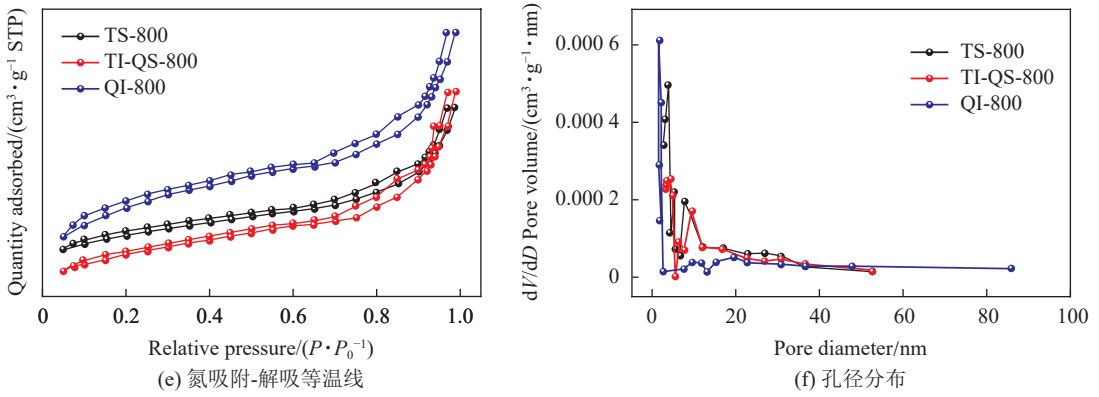 TS-800
TI-QS-800
QI-800
Quantity adsorbed/(cm³·g⁻¹ STP)
0 0.2 0.4 0.6 0.8 1.0
Relative pressure/(P·P₀⁻¹)
(e) 氮吸附-解吸等温线
0.000 6
0.000 4
0.000 2
0
TS-800
TI-QS-800
QI-800
dV/dD Pore volume/(cm³·g⁻¹·nm)
0 20 40 60 80 100
Pore diameter/nm
(f) 孔径分布